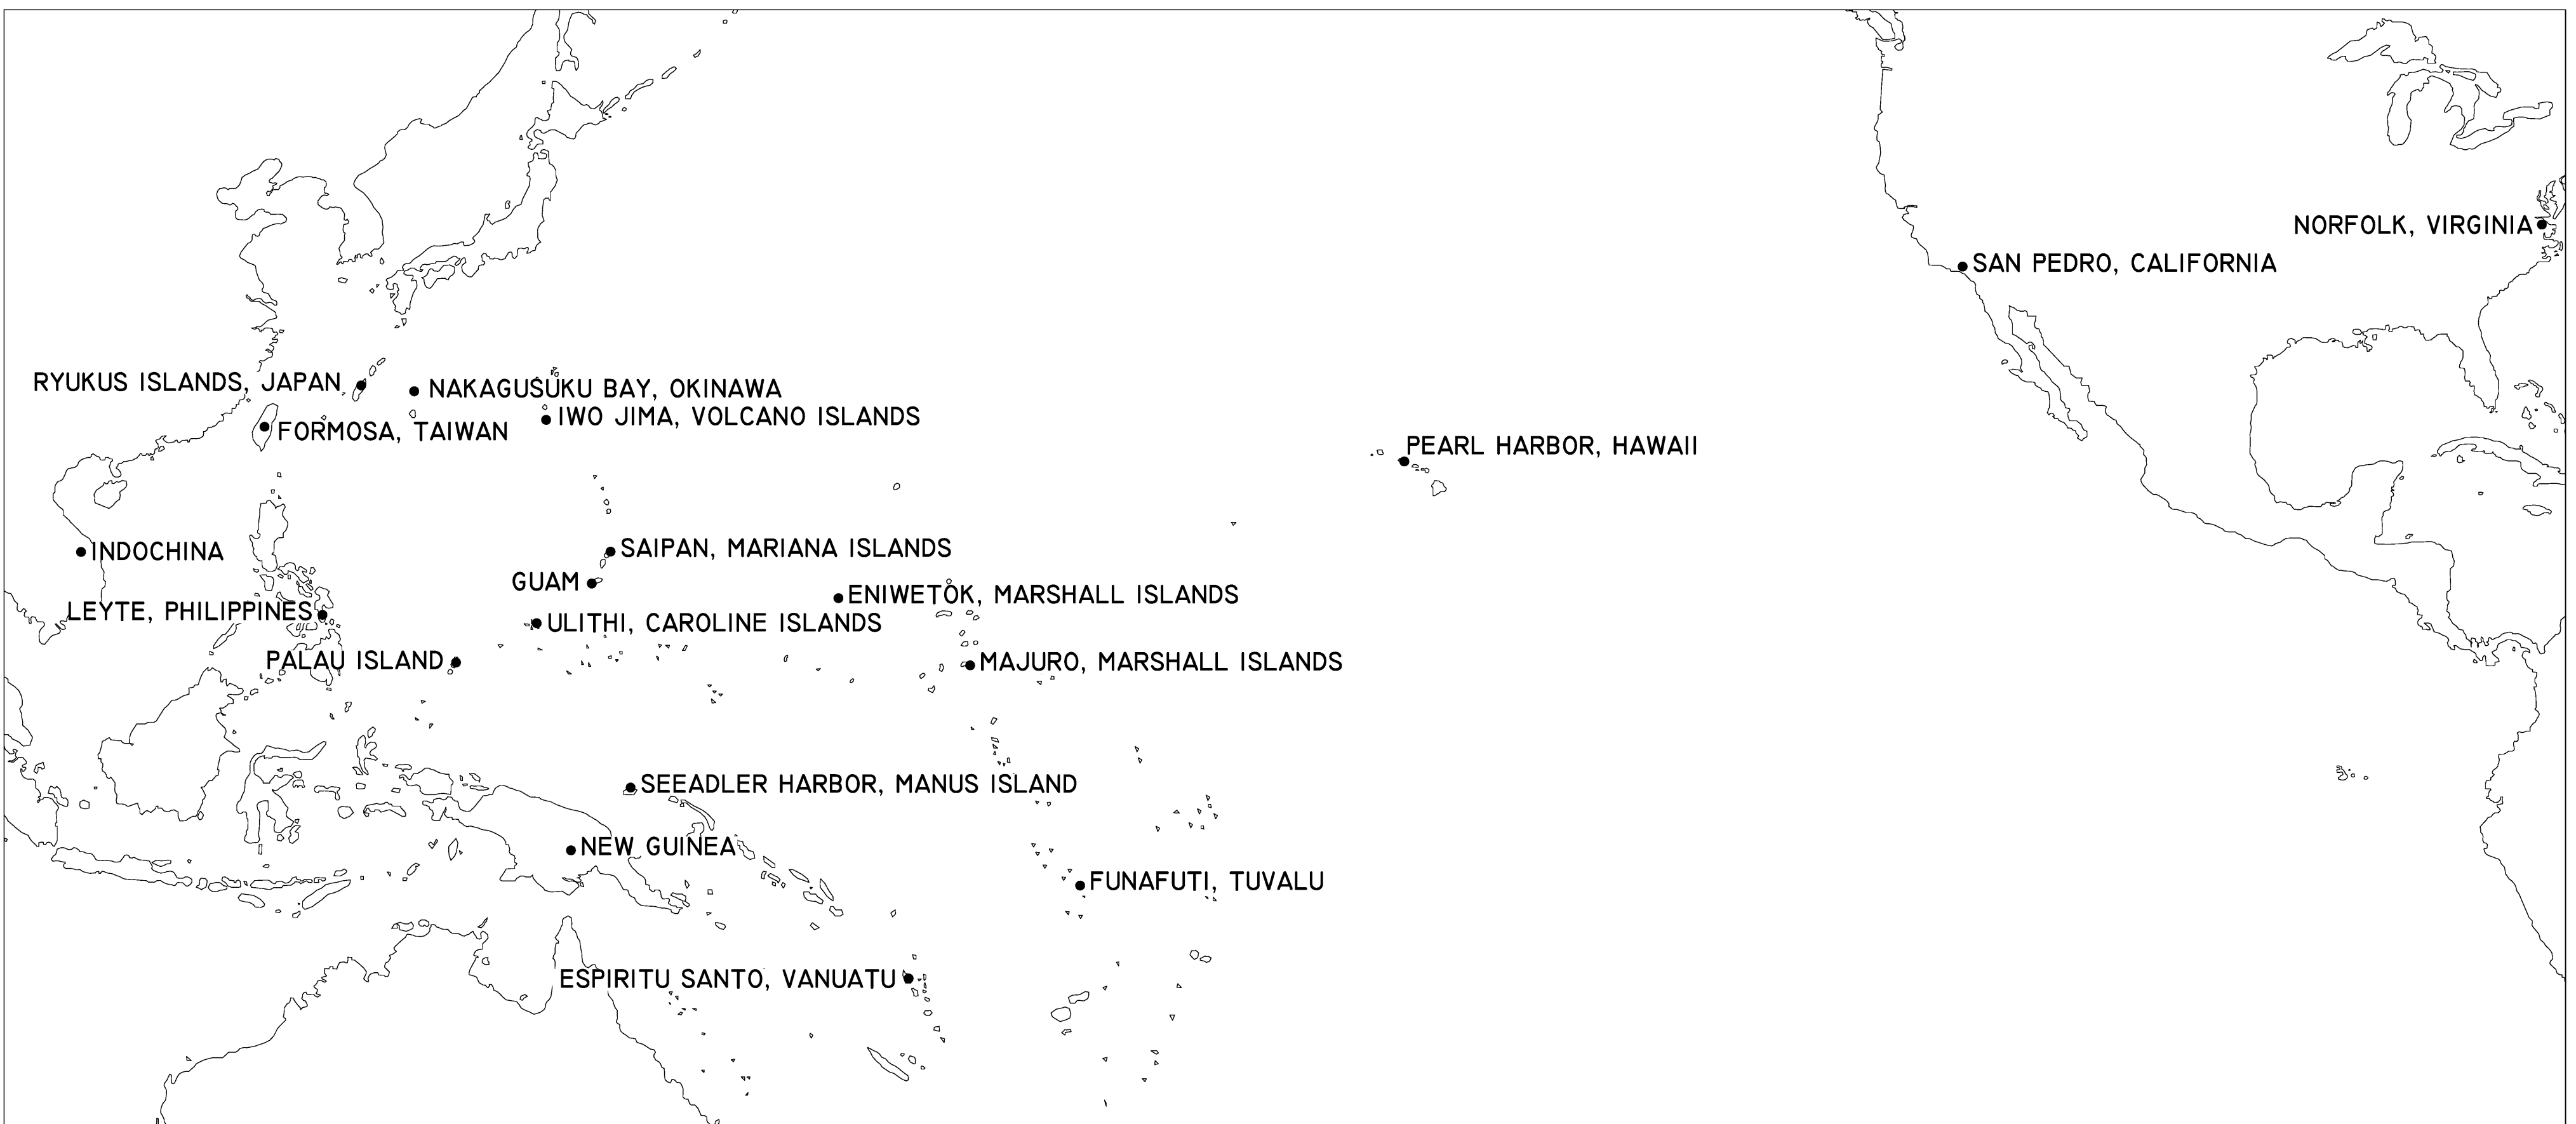 NORFOLK, VIRGINIA
SAN PEDRO, CALIFORNIA
RYUKUS ISLANDS, JAPAN
NAKAGUSUKU BAY, OKINAWA
IWO JIMA, VOLCANO ISLANDS
FORMOSA, TAIWAN
PEARL HARBOR, HAWAII
INDOCHINA
SAIPAN, MARIANA ISLANDS
GUAM
ENIWETOK, MARSHALL ISLANDS
LEYTE, PHILIPPINES
ULITHI, CAROLINE ISLANDS
PALAU ISLAND
MAJURO, MARSHALL ISLANDS
SEEADLER HARBOR, MANUS ISLAND
NEW GUINEA
FUNAFUTI, TUVALU
ESPIRITU SANTO, VANUATU